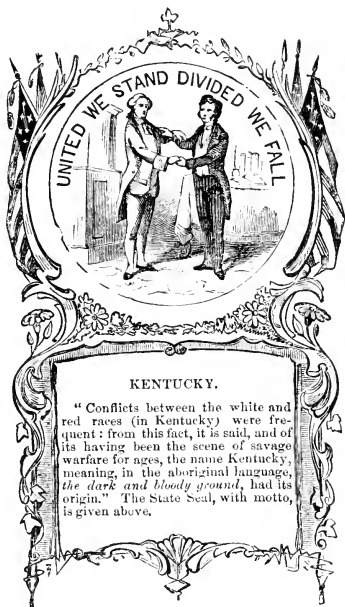 UNITED WE STAND DIVIDED WE FALL
KENTUCKY.
" Conflicts between the white and
red races (in Kentucky) were fre-
quent : from this fact, it is said, and of
its having been the scene of savage
warfare for ages, the name Kentucky,
meaning, in the aboriginal language,
the dark and bloody ground, had its
origin." The State Seal, with motto,
is given above.